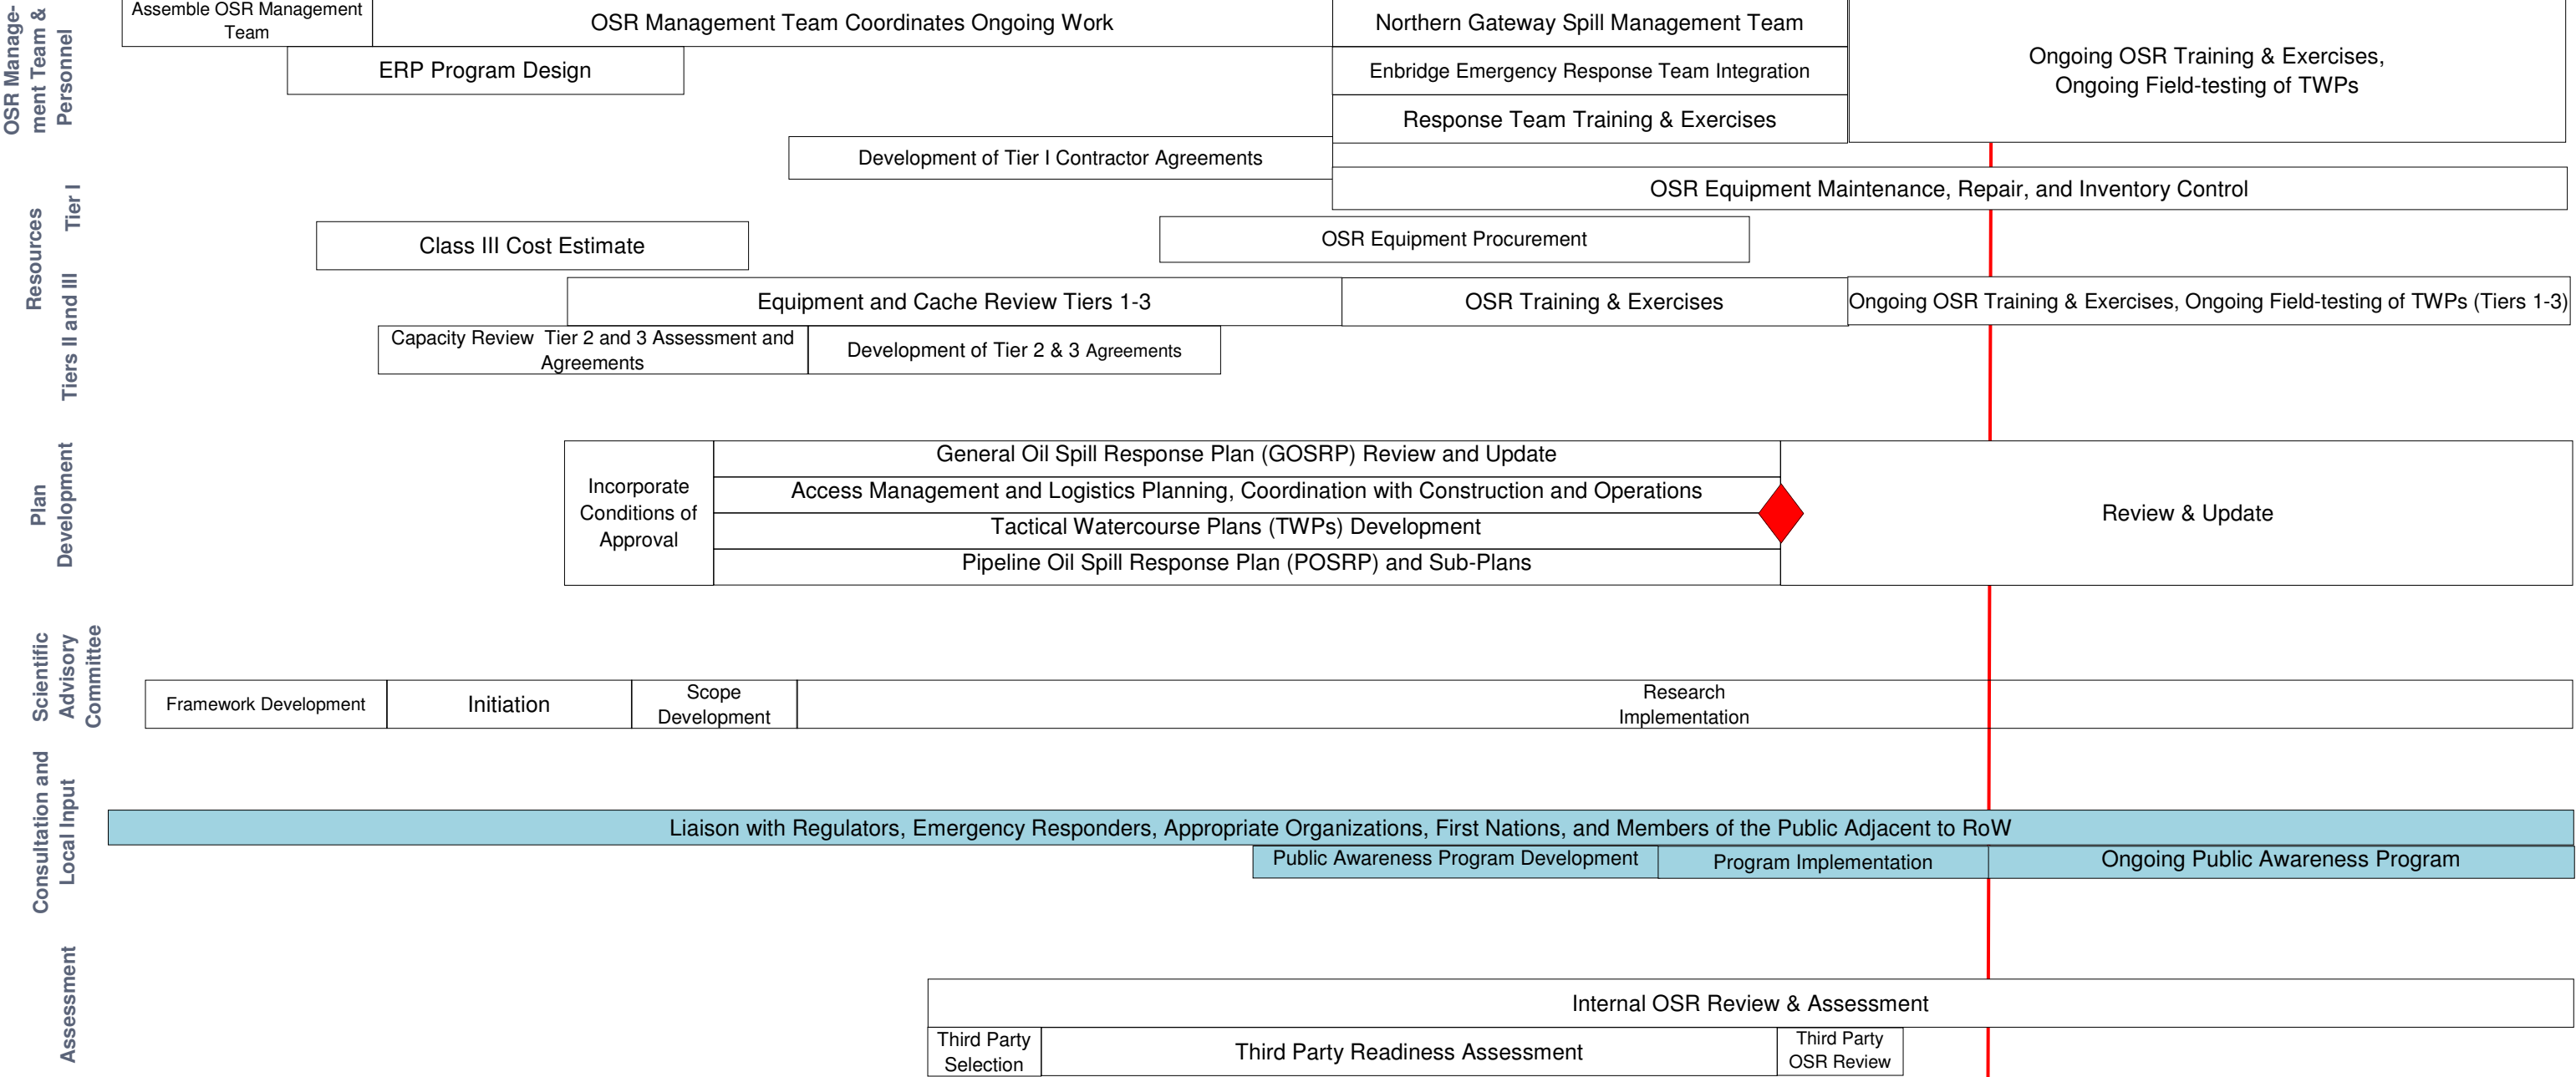 OSR Manage-
ment Team &
Personnel
Assemble OSR Management
Team
OSR Management Team Coordinates Ongoing Work
Northern Gateway Spill Management Team
ERP Program Design
Enbridge Emergency Response Team Integration
Response Team Training & Exercises
Ongoing OSR Training & Exercises,
Ongoing Field-testing of TWPs
Resources
Tier I
Development of Tier I Contractor Agreements
OSR Equipment Maintenance, Repair, and Inventory Control
Class III Cost Estimate
OSR Equipment Procurement
Tiers II and III
Equipment and Cache Review Tiers 1-3
OSR Training & Exercises
Ongoing OSR Training & Exercises, Ongoing Field-testing of TWPs (Tiers 1-3)
Capacity Review Tier 2 and 3 Assessment and
Agreements
Development of Tier 2 & 3 Agreements
Plan
Development
Incorporate
Conditions of
Approval
General Oil Spill Response Plan (GOSRP) Review and Update
Access Management and Logistics Planning, Coordination with Construction and Operations
Tactical Watercourse Plans (TWPs) Development
Pipeline Oil Spill Response Plan (POSRP) and Sub-Plans
Review & Update
Scientific
Advisory
Committee
Framework Development
Initiation
Scope
Development
Research
Implementation
Consultation and
Local Input
Liaison with Regulators, Emergency Responders, Appropriate Organizations, First Nations, and Members of the Public Adjacent to RoW
Public Awareness Program Development
Program Implementation
Ongoing Public Awareness Program
Assessment
Internal OSR Review & Assessment
Third Party
Selection
Third Party Readiness Assessment
Third Party
OSR Review